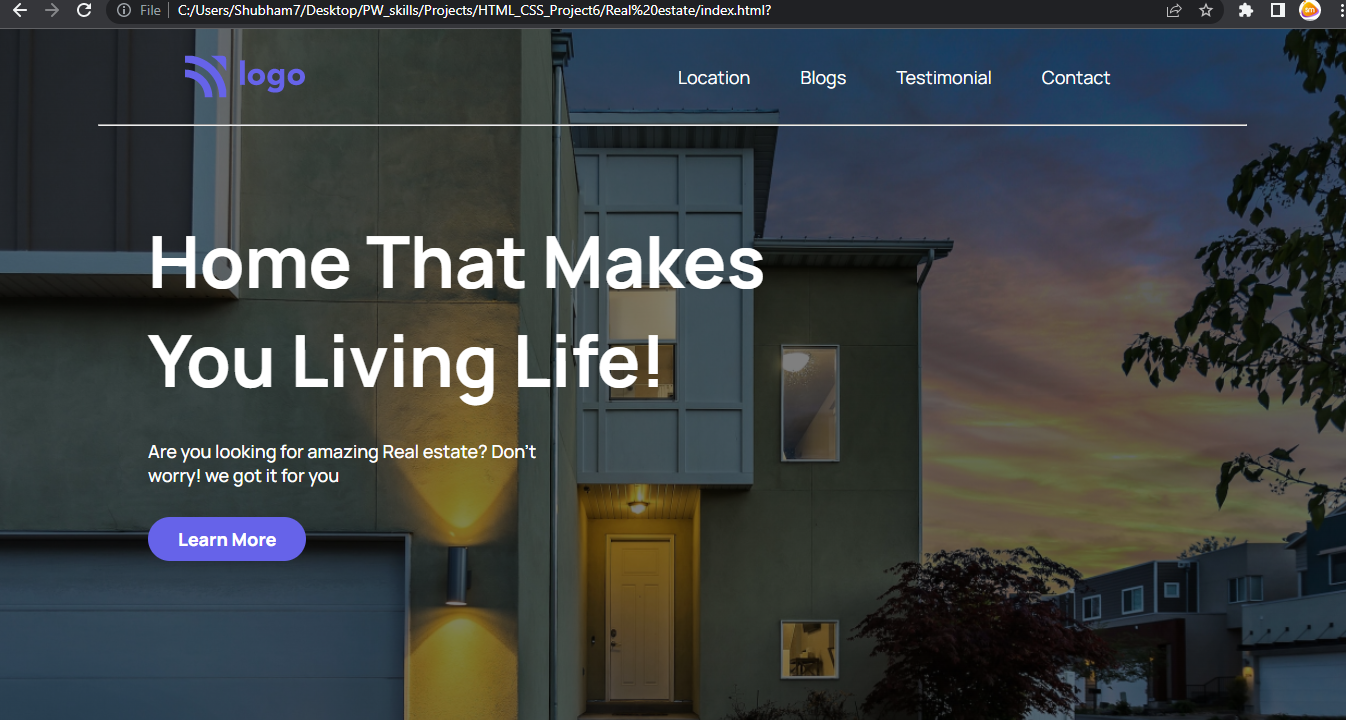 File
C:/Users/Shubham7/Desktop/PW_skills/Projects/HTML_CSS_Project6/Real%20estate/index.html?
logo
Location Blogs Testimonial Contact
Home That Makes
You Living Life!
Are you looking for amazing Real estate? Don't
worry! we got it for you
Learn More